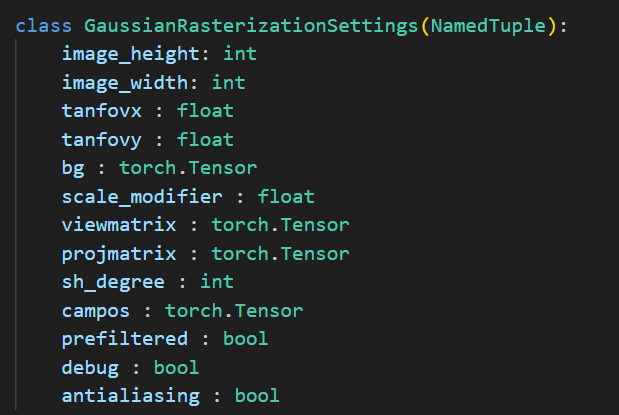 class GaussianRasterizationSettings(NamedTuple):
    image_height: int
    image_width: int
    tanfovx : float
    tanfovy : float
    bg : torch.Tensor
    scale_modifier : float
    viewmatrix : torch.Tensor
    projmatrix : torch.Tensor
    sh_degree : int
    campos : torch.Tensor
    prefiltered : bool
    debug : bool
    antialiasing : bool